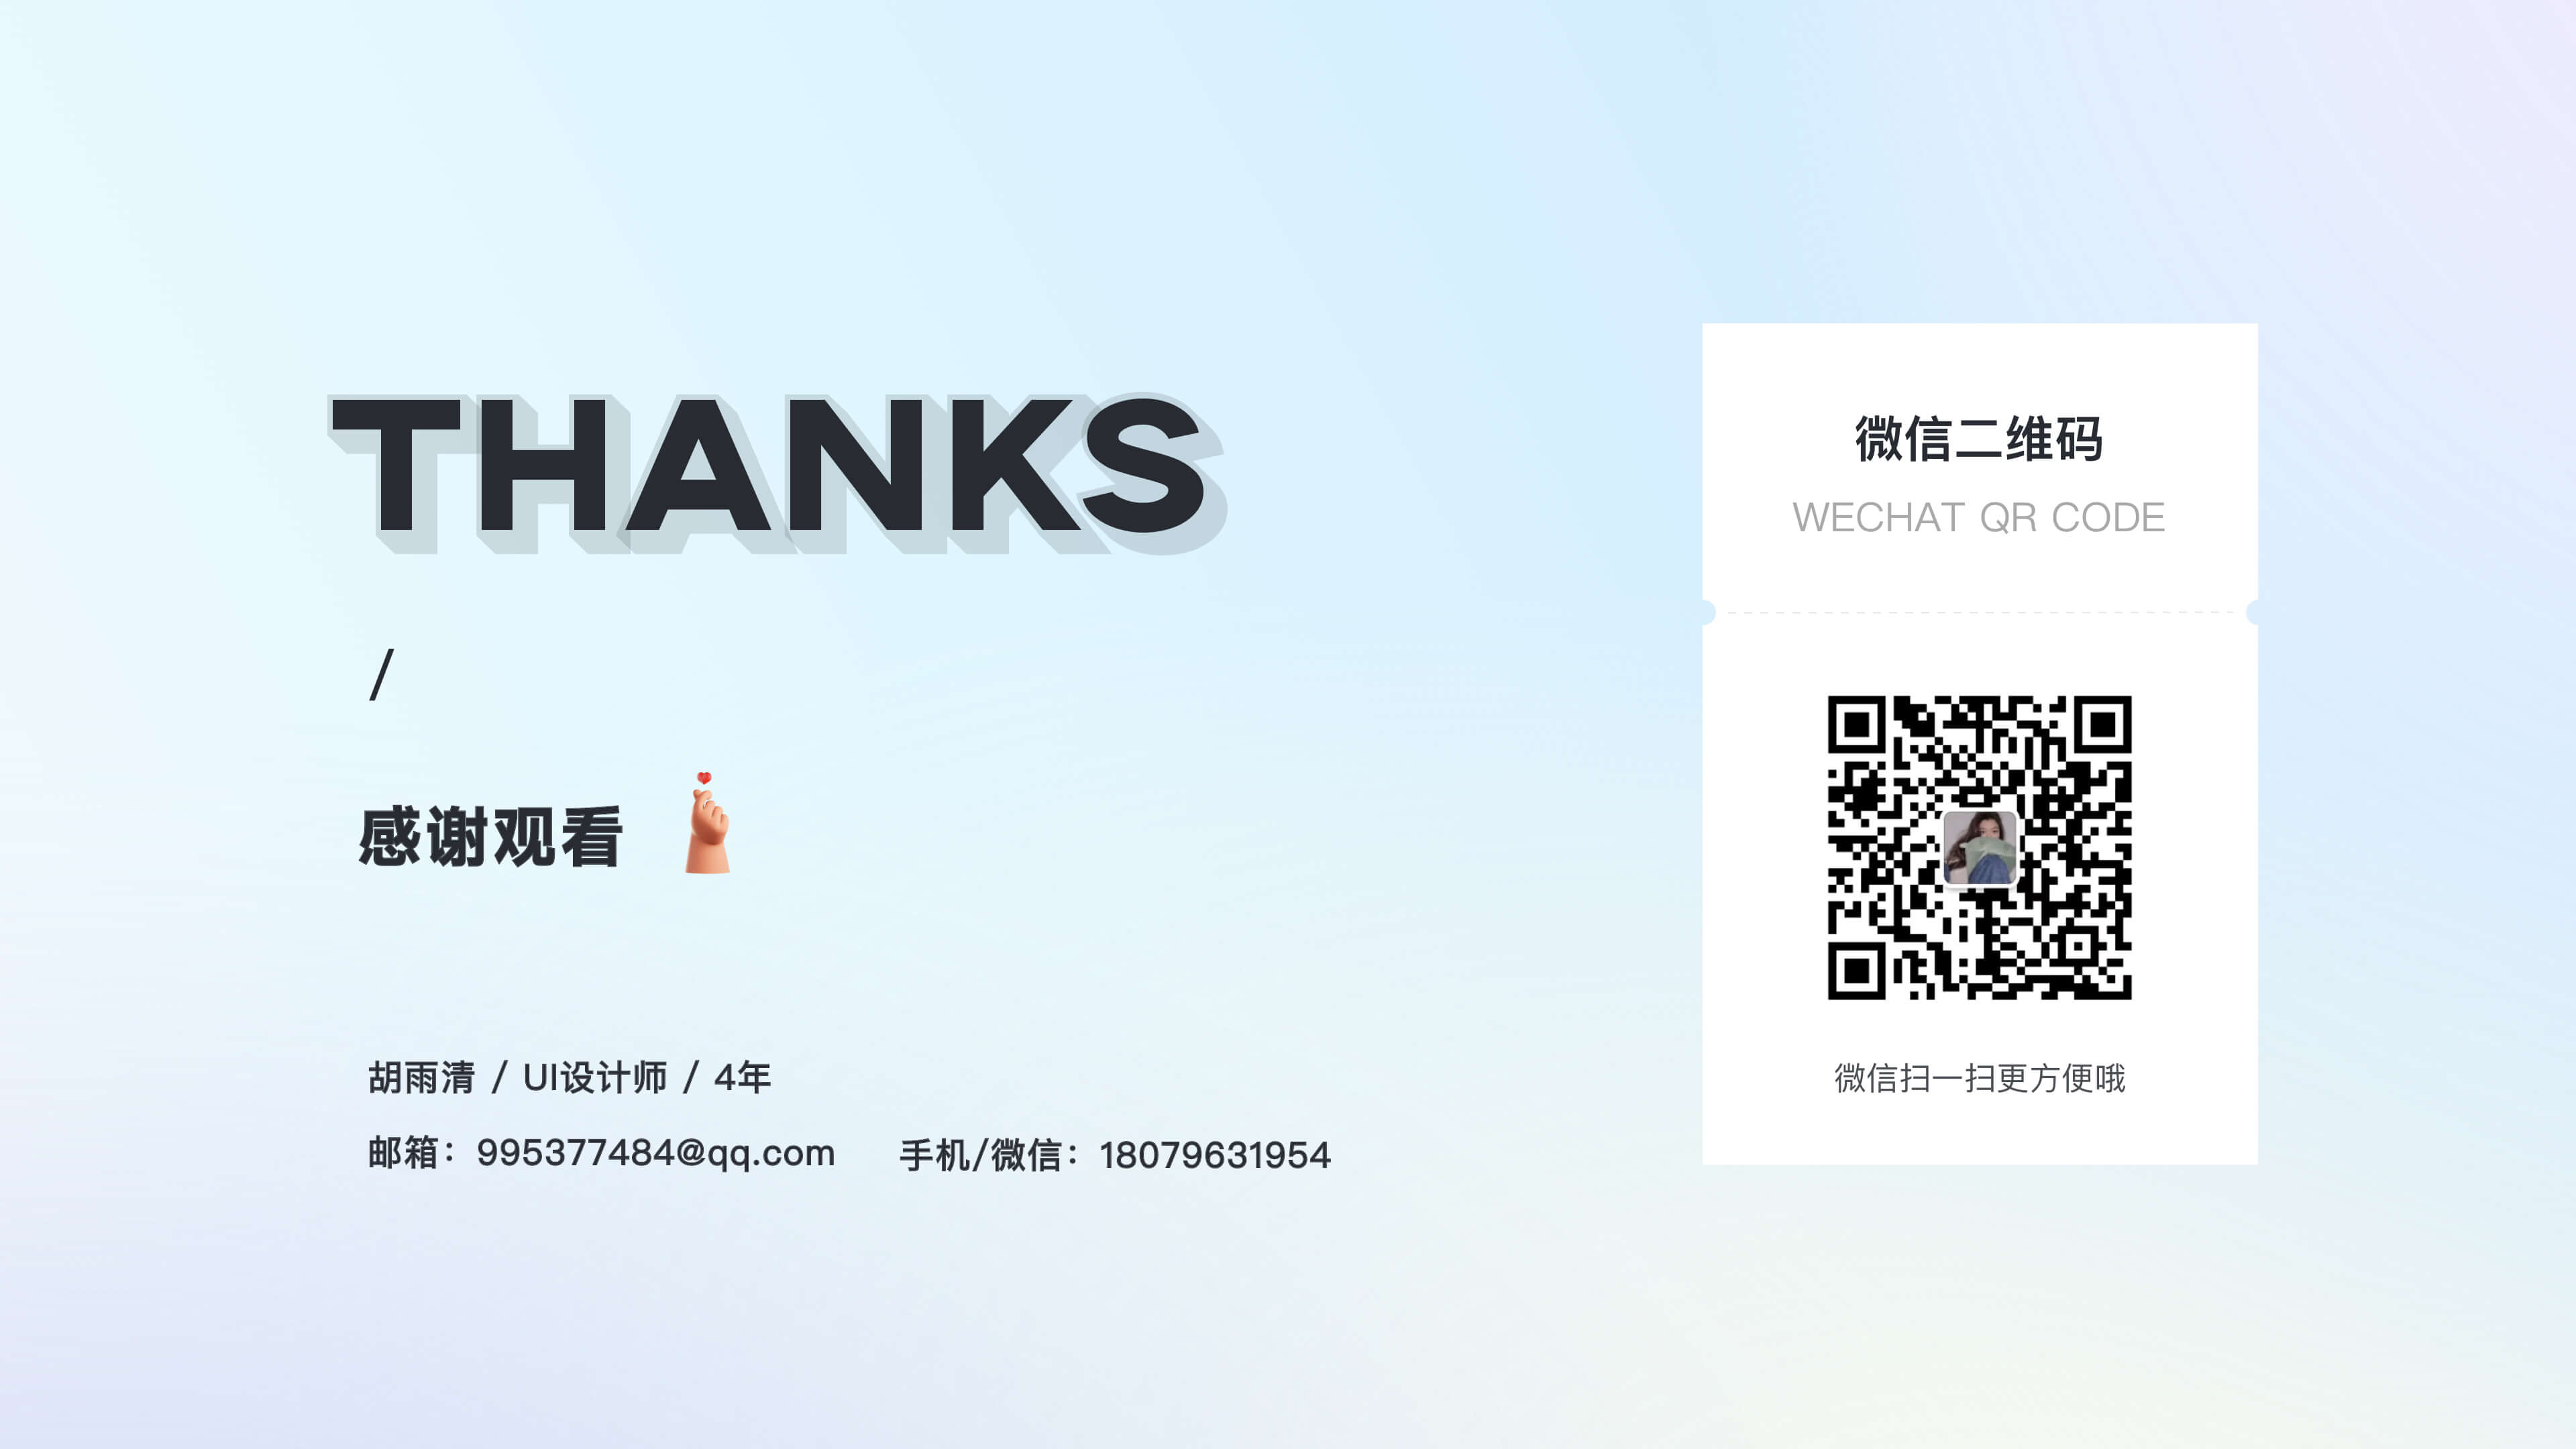 THANKS
/
感谢观看
胡雨清 / UI设计师 / 4年
邮箱：995377484@qq.com
手机/微信：18079631954
微信二维码
WECHAT QR CODE
微信扫一扫更方便哦